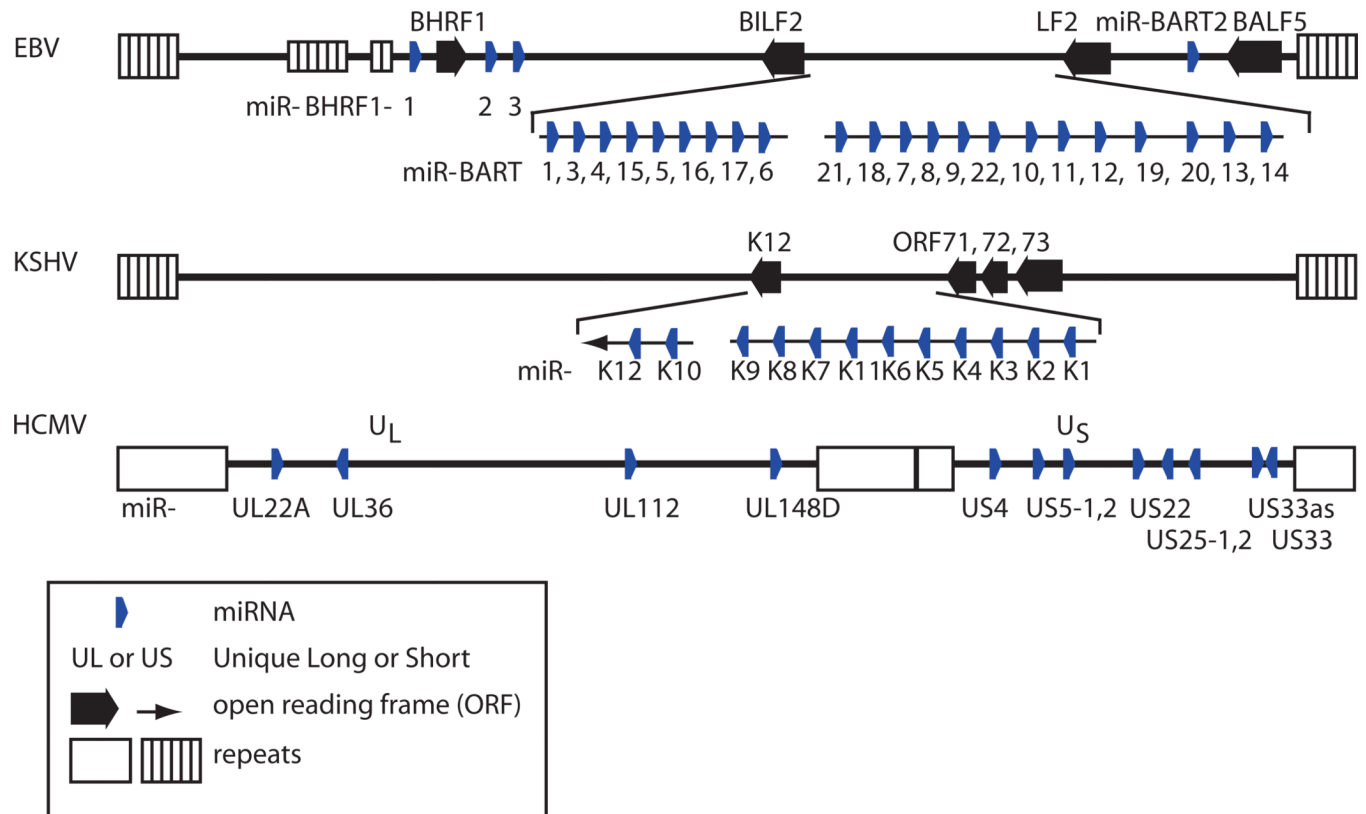 BHRF1 BILF2 LF2 miR-BART2 BALF5
EBV
miR- BHRF1- 1 2 3
miR-BART 1, 3, 4, 15, 5, 16, 17, 6 21, 18, 7, 8, 9, 22, 10, 11, 12, 19, 20, 13, 14
K12 ORF71, 72, 73
KSHV
miR- K12 K10 K9 K8 K7 K11 K6 K5 K4 K3 K2 K1
HCMV UL US
miR- UL22A UL36 UL112 UL148D US4 US5-1,2 US22 US33as
US25-1,2 US33
miRNA
UL or US Unique Long or Short
open reading frame (ORF)
repeats